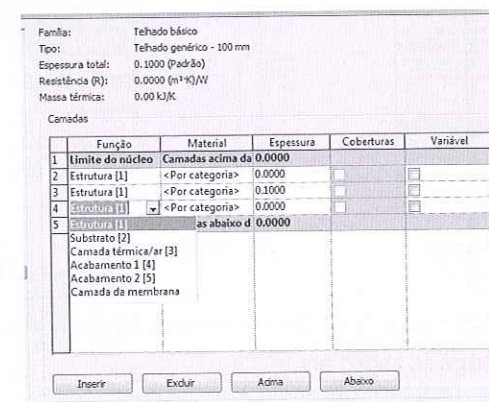 Família: Telhado básico
Tipo: Telhado genérico - 100 mm
Espessura total: 0.1000 (Padrão)
Resistência (R): 0.0000 (m²·K)/W
Massa térmica: 0.00 kJ/K
Camadas
Função Material Espessura Coberturas Variável
1 Limite do núcleo Camadas acima da 0.0000
2 Estrutura [1] <Por categoria> 0.0000
3 Estrutura [1] <Por categoria> 0.1000
4 Estrutura [1] <Por categoria> 0.0000
5 Estrutura [1] as abaixo d 0.0000
Substrato [2]
Camada térmica/ar [3]
Acabamento 1 [4]
Acabamento 2 [5]
Camada da membrana
Inserir Excluir Acima Abaixo